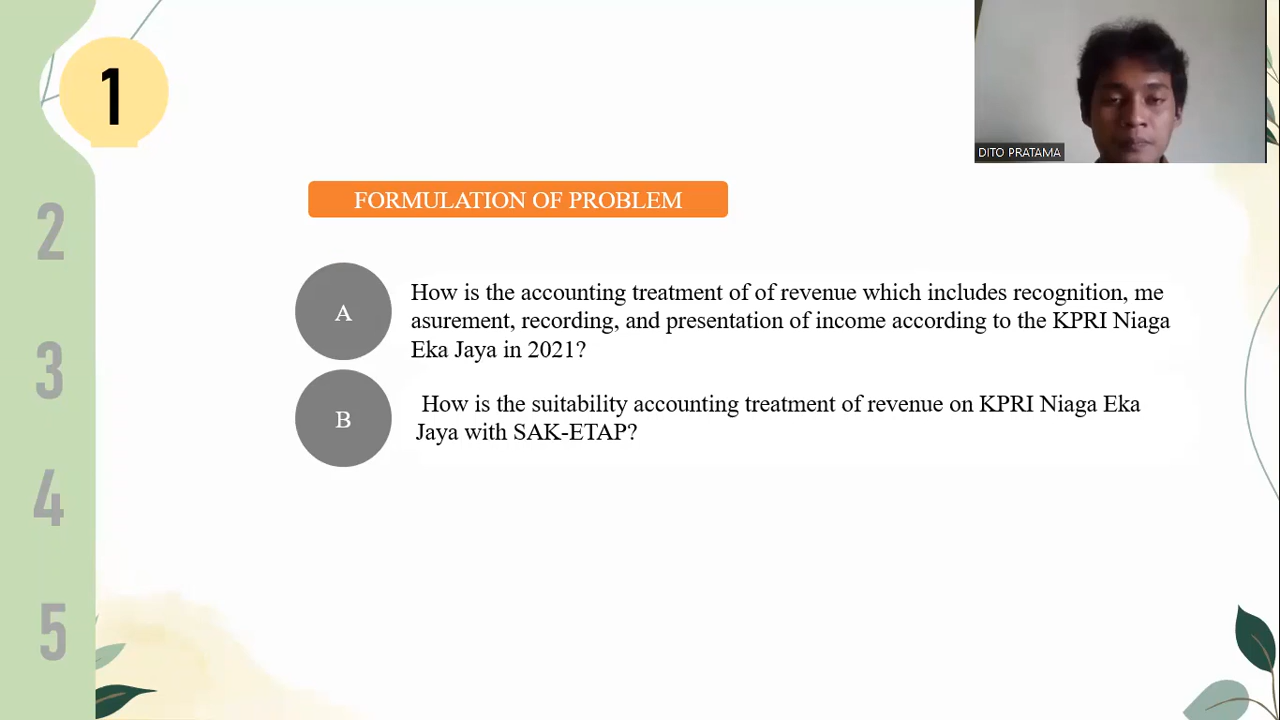 1
DITO PRATAMA
2
FORMULATION OF PROBLEM
A
How is the accounting treatment of of revenue which includes recognition, me
asurement, recording, and presentation of income according to the KPRI Niaga
Eka Jaya in 2021?
3
B
How is the suitability accounting treatment of revenue on KPRI Niaga Eka
Jaya with SAK-ETAP?
4
5